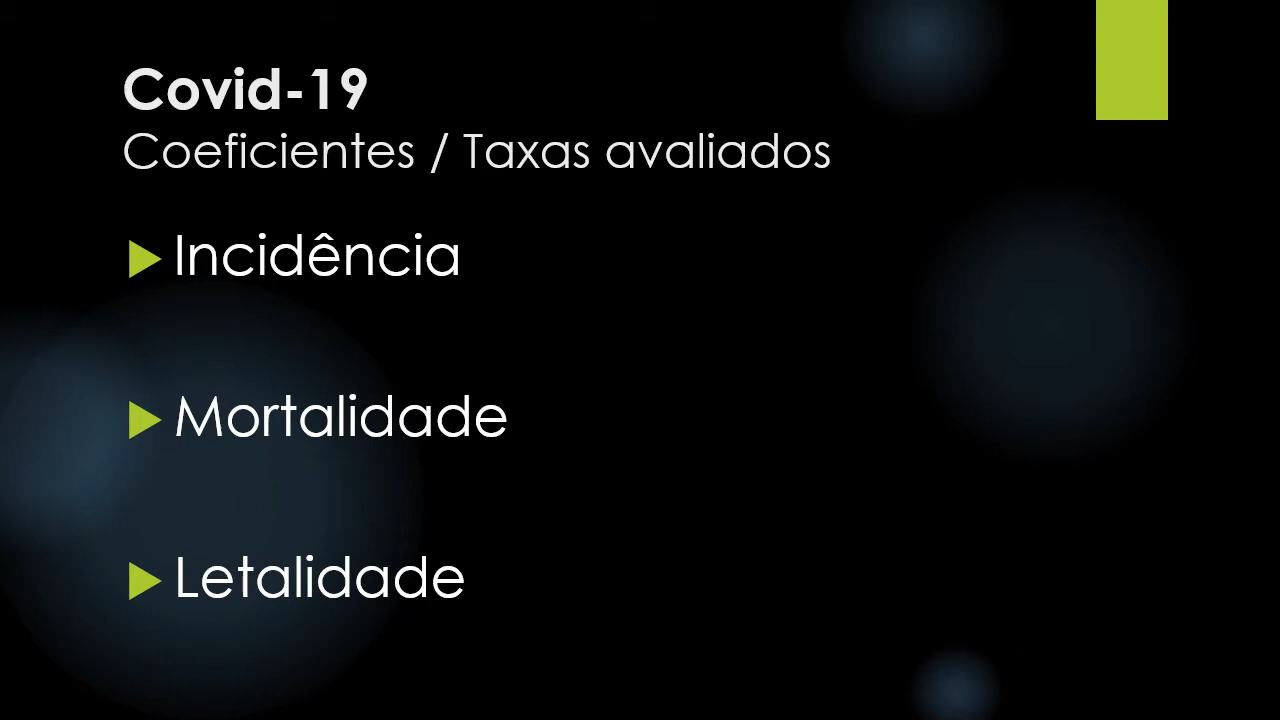 Covid-19
Coeficientes / Taxas avaliados
Incidência
Mortalidade
Letalidade